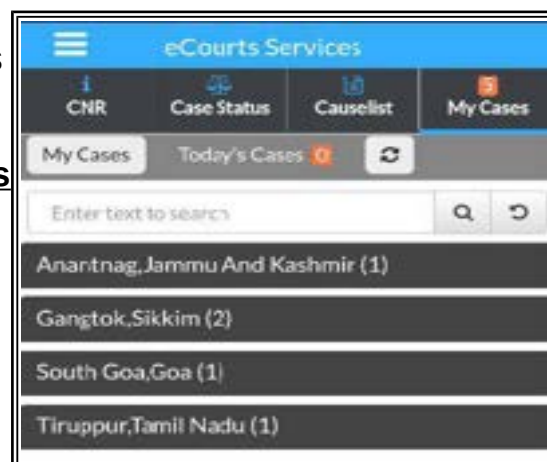 s
s
eCourts Services
CNR Case Status Causelist 5 My Cases
My Cases Today's Cases 0
Enter text to search
Anantnag,Jammu And Kashmir (1)
Gangtok,Sikkim (2)
South Goa,Goa (1)
Tiruppur,Tamil Nadu (1)